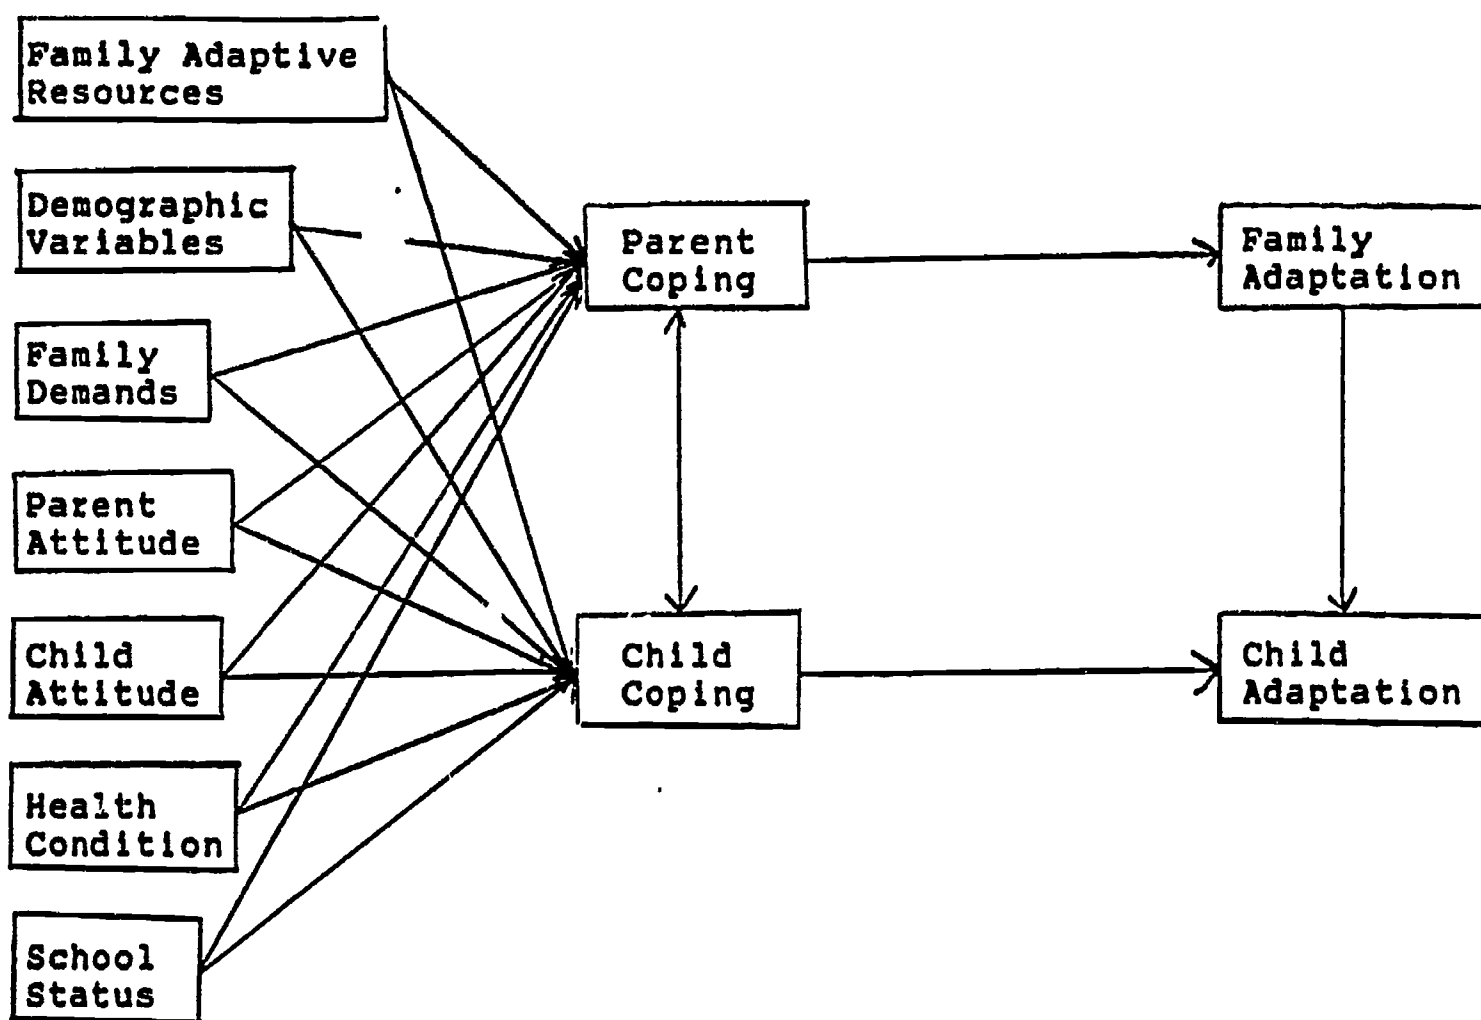 Family Adaptive
Resources
Demographic
Variables
Family
Demands
Parent
Attitude
Child
Attitude
Health
Condition
School
Status
Parent
Coping
Child
Coping
Family
Adaptation
Child
Adaptation